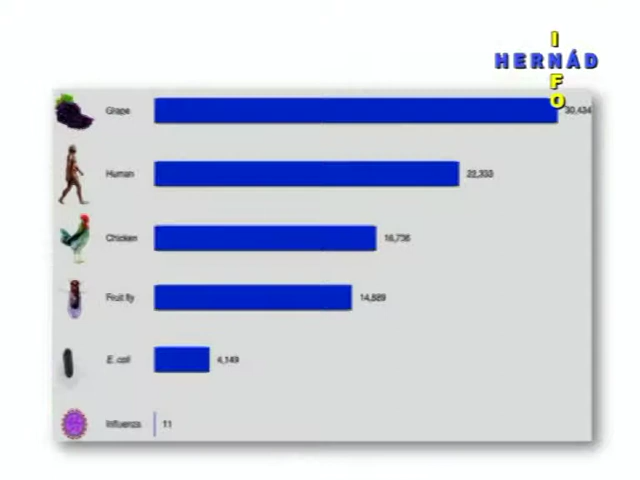 HERNÁD
INFO
Grape 30,434
Human 22,333
Chicken 16,736
Fruit fly 14,889
E. coli 4,149
Influenza 11